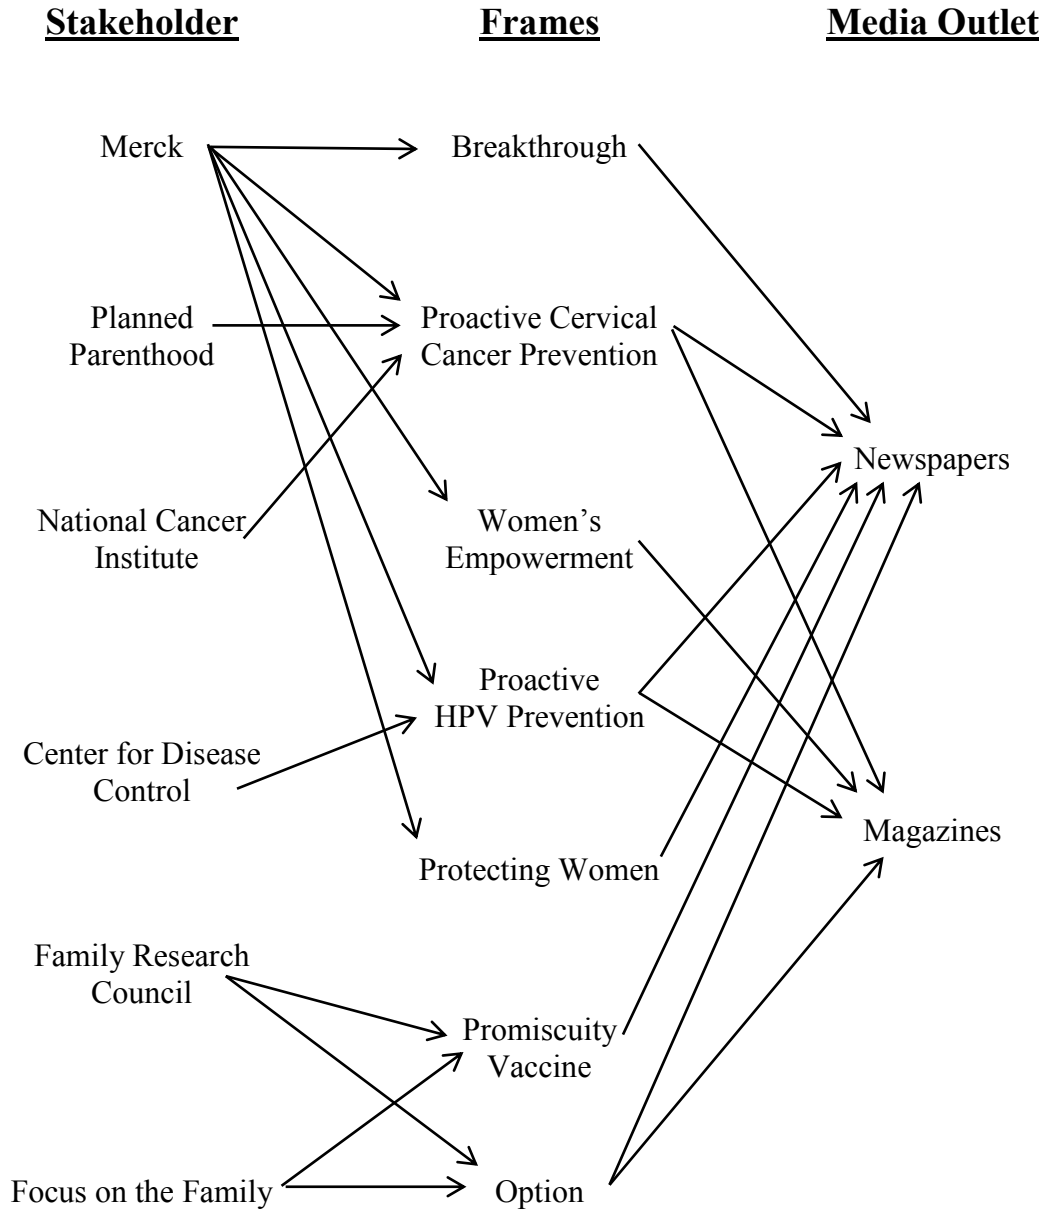 Stakeholder
Frames
Media Outlet
Merck
Breakthrough
Planned
Parenthood
Proactive Cervical
Cancer Prevention
Newspapers
National Cancer
Institute
Women’s
Empowerment
Proactive
HPV Prevention
Center for Disease
Control
Magazines
Protecting Women
Family Research
Council
Promiscuity
Vaccine
Focus on the Family
Option